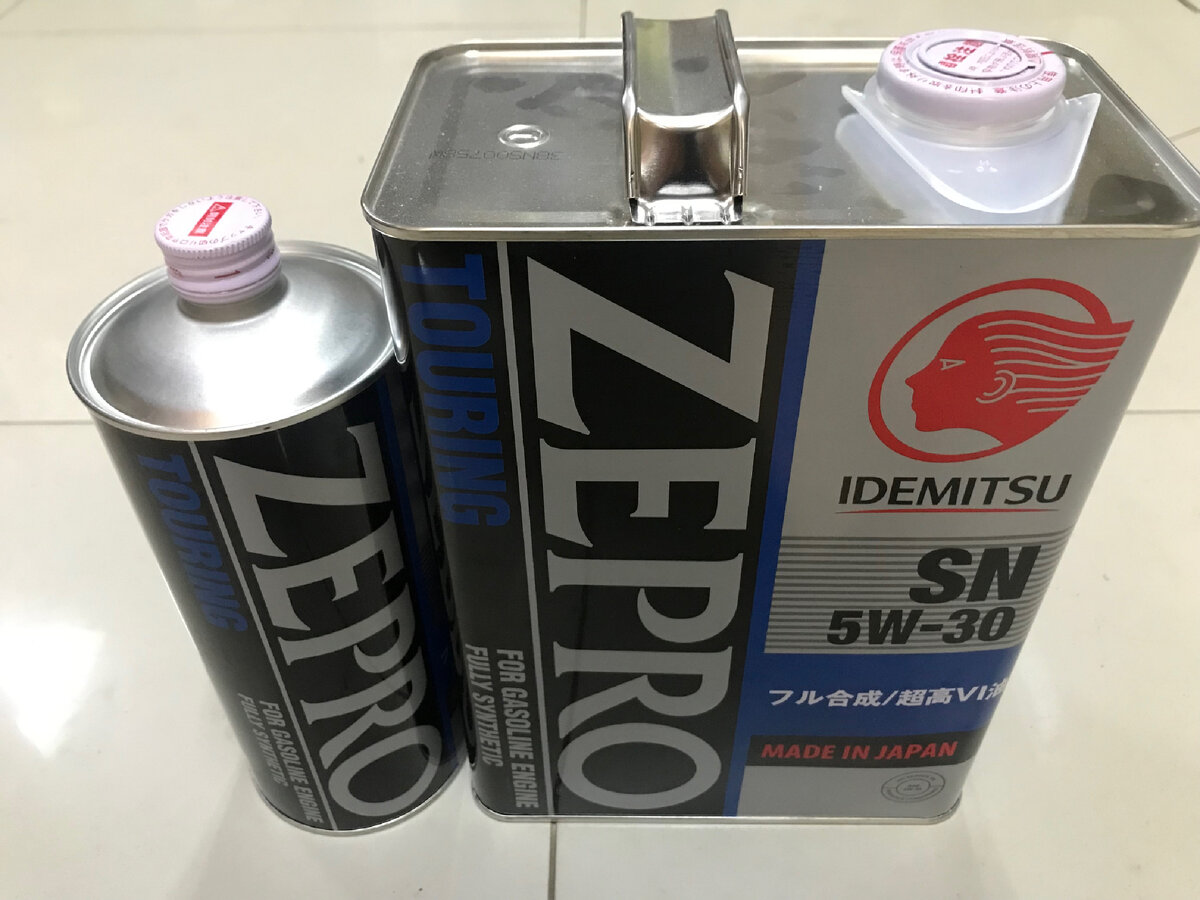 TOURING
ZEPRO
FOR GASOLINE ENGINE
FULLY SYNTHETIC
TOURING
ZEPRO
FOR GASOLINE ENGINE
FULLY SYNTHETIC
IDEMITSU
SN
5W-30
フル合成/超高VI油
MADE IN JAPAN